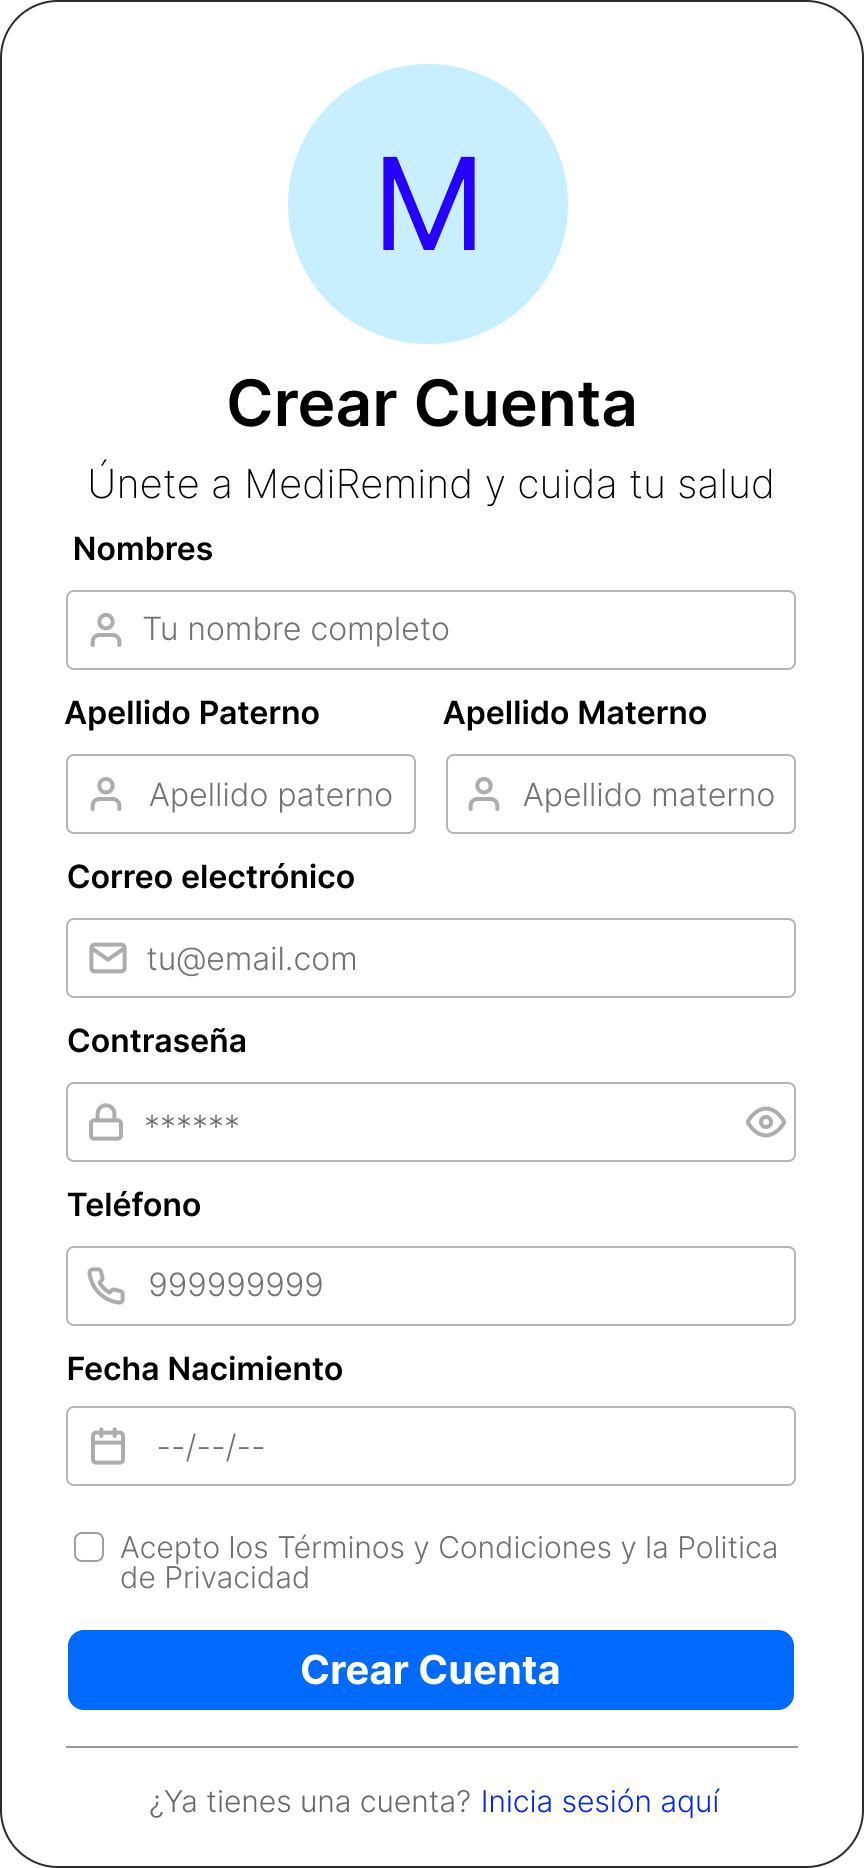 M
Crear Cuenta
Únete a MediRemind y cuida tu salud
Nombres
Tu nombre completo
Apellido Paterno Apellido Materno
Apellido paterno Apellido materno
Correo electrónico
tu@email.com
Contraseña
******
Teléfono
999999999
Fecha Nacimiento
--/--/--
Acepto los Términos y Condiciones y la Politica
de Privacidad
Crear Cuenta
¿Ya tienes una cuenta? Inicia sesión aquí